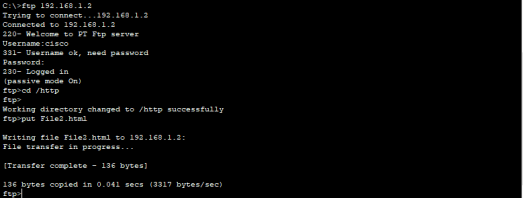 C:\>ftp 192.168.1.2
Trying to connect...192.168.1.2
Connected to 192.168.1.2
220- Welcome to PT Ftp server
Username:cisco
331- Username ok, need password
Password:
230- Logged in
(passive mode On)
ftp>cd /http
ftp>
Working directory changed to /http successfully
ftp>put File2.html
Writing file File2.html to 192.168.1.2:
File transfer in progress...
[Transfer complete - 136 bytes]
136 bytes copied in 0.041 secs (3317 bytes/sec)
ftp>